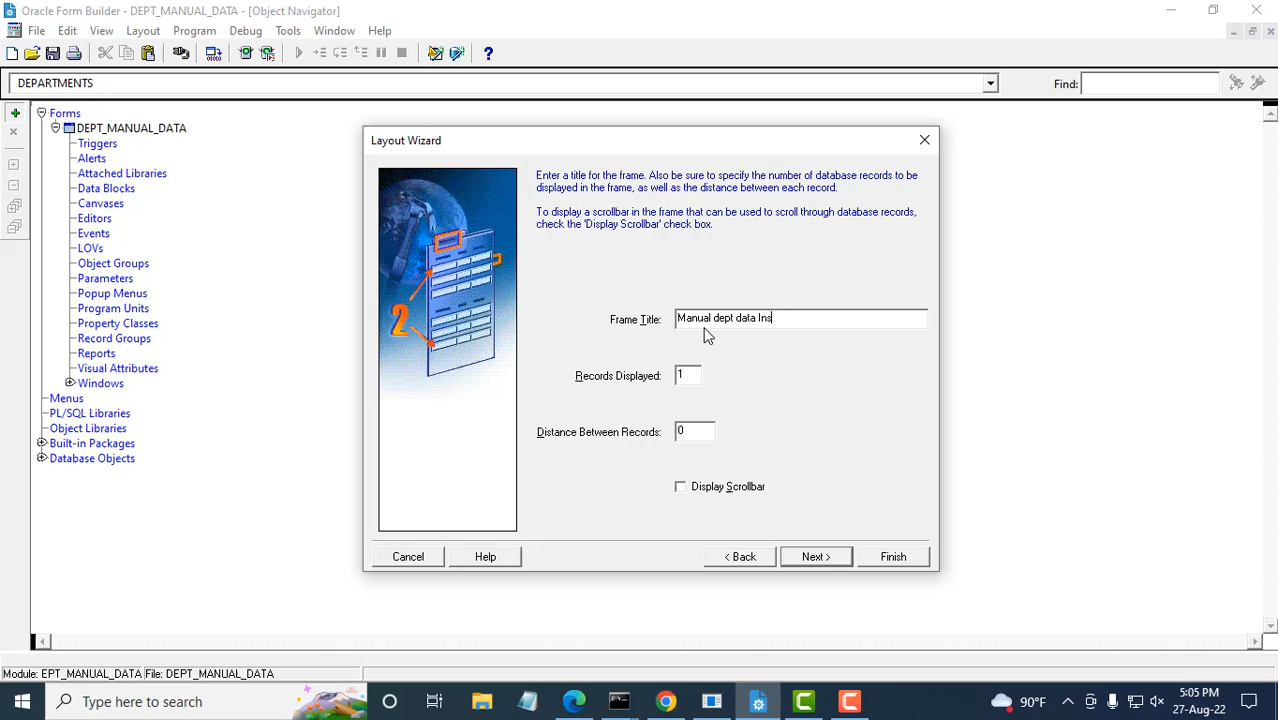 Oracle Form Builder - DEPT_MANUAL_DATA - [Object Navigator]
File Edit View Layout Program Debug Tools Window Help
DEPARTMENTS
Find:
Forms
DEPT_MANUAL_DATA
Triggers
Alerts
Attached Libraries
Data Blocks
Canvases
Editors
Events
LOVs
Object Groups
Parameters
Popup Menus
Program Units
Property Classes
Record Groups
Reports
Visual Attributes
Windows
Menus
PL/SQL Libraries
Object Libraries
Built-in Packages
Database Objects
Layout Wizard
Enter a title for the frame. Also be sure to specify the number of database records to be
displayed in the frame, as well as the distance between each record.
To display a scrollbar in the frame that can be used to scroll through database records,
check the 'Display Scrollbar' check box.
2
Frame Title: Manual dept data Ins
Records Displayed: 1
Distance Between Records: 0
Display Scrollbar
Cancel Help < Back Next > Finish
Module: EPT_MANUAL_DATA File: DEPT_MANUAL_DATA
Type here to search
90°F
5:05 PM
27-Aug-22